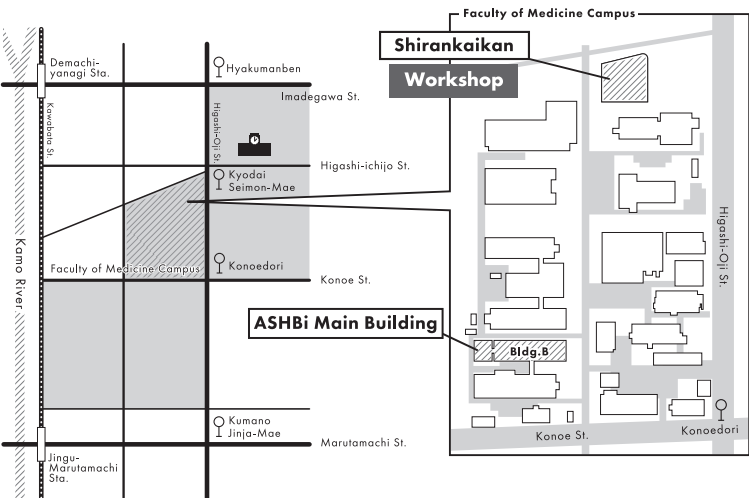 Faculty of Medicine Campus
Shirankaikan
Workshop
Demachi-
yanagi Sta.
Hyakumanben
Imadegawa St.
Kawabata St.
Higashi-Oji St.
Higashi-ichijo St.
Kyodai
Seimon-Mae
Kamo River
Faculty of Medicine Campus
Konoedori
Konoe St.
Higashi-Oji St.
ASHBi Main Building
Bldg.B
Kumano
Jinja-Mae
Marutamachi St.
Jingu-
Marutamachi
Sta.
Konoe St.
Konoedori